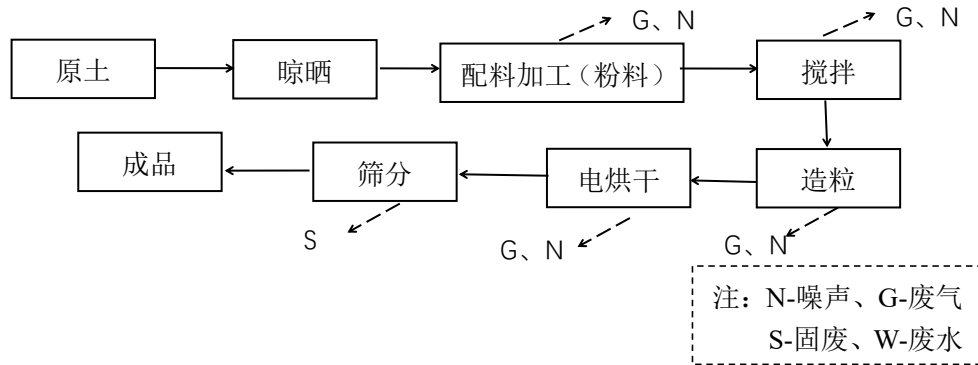 G、N
G、N
原土
晾晒
配料加工（粉料）
搅拌
成品
筛分
电烘干
造粒
S
G、N
G、N
注：N-噪声、G-废气
S-固废、W-废水